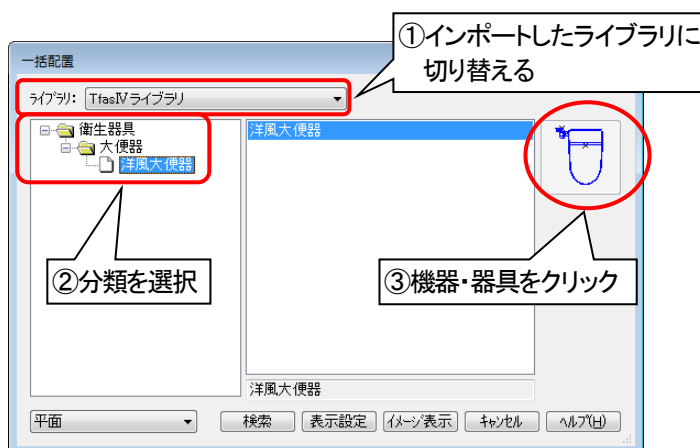 ①インポートしたライブラリに
切り替える
一括配置
ライブラリ: TfasⅣライブラリ
衛生器具
大便器
洋風大便器
洋風大便器
②分類を選択
③機器・器具をクリック
洋風大便器
平面
検索
表示設定
イメージ表示
キャンセル
ヘルプ(H)